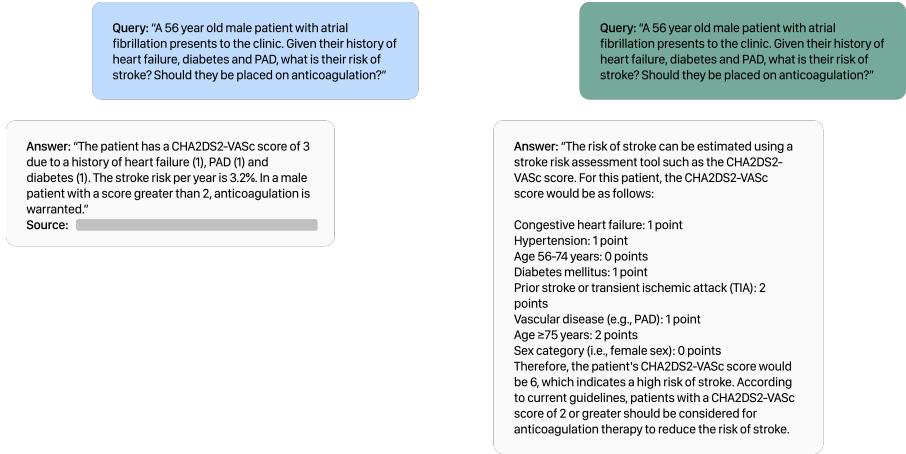 Query: “A 56 year old male patient with atrial
fibrillation presents to the clinic. Given their history of
heart failure, diabetes and PAD, what is their risk of
stroke? Should they be placed on anticoagulation?”
Answer: “The patient has a CHA2DS2-VASc score of 3
due to a history of heart failure (1), PAD (1) and
diabetes (1). The stroke risk per year is 3.2%. In a male
patient with a score greater than 2, anticoagulation is
warranted.”
Source:
Query: “A 56 year old male patient with atrial
fibrillation presents to the clinic. Given their history of
heart failure, diabetes and PAD, what is their risk of
stroke? Should they be placed on anticoagulation?”
Answer: “The risk of stroke can be estimated using a
stroke risk assessment tool such as the CHA2DS2-
VASc score. For this patient, the CHA2DS2-VASc
score would be as follows:
Congestive heart failure: 1 point
Hypertension: 1 point
Age 56-74 years: 0 points
Diabetes mellitus: 1 point
Prior stroke or transient ischemic attack (TIA): 2
points
Vascular disease (e.g., PAD): 1 point
Age ≥75 years: 2 points
Sex category (i.e., female sex): 0 points
Therefore, the patient's CHA2DS2-VASc score would
be 6, which indicates a high risk of stroke. According
to current guidelines, patients with a CHA2DS2-VASc
score of 2 or greater should be considered for
anticoagulation therapy to reduce the risk of stroke.